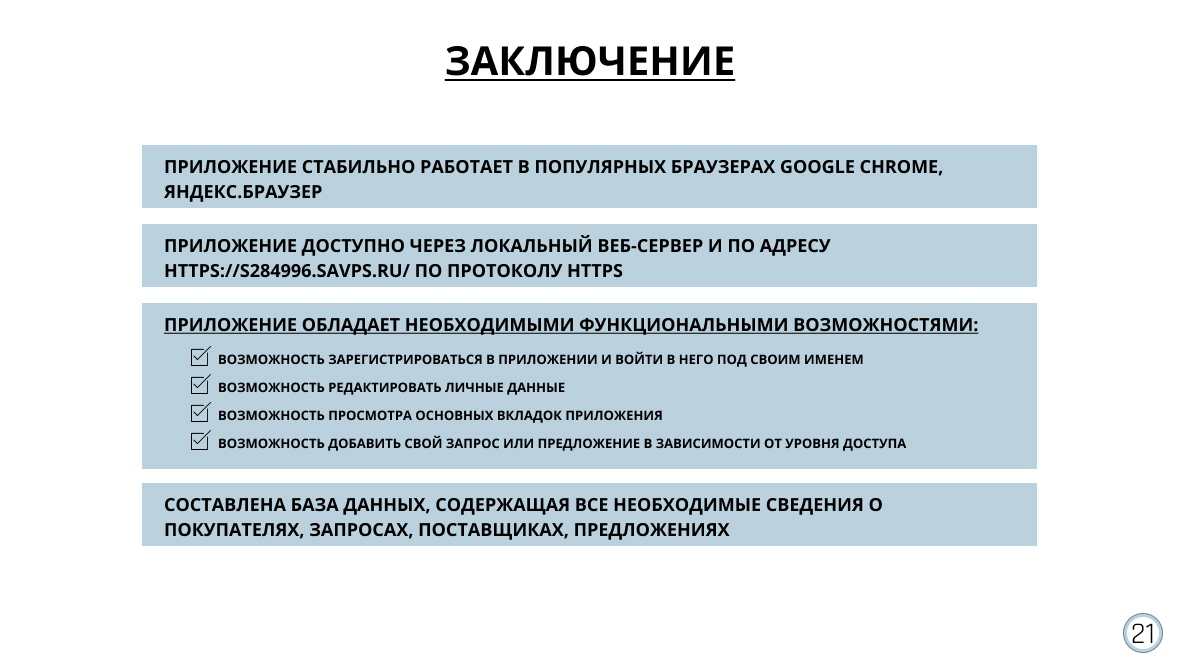 ЗАКЛЮЧЕНИЕ
ПРИЛОЖЕНИЕ СТАБИЛЬНО РАБОТАЕТ В ПОПУЛЯРНЫХ БРАУЗЕРАХ GOOGLE CHROME,
ЯНДЕКС.БРАУЗЕР
ПРИЛОЖЕНИЕ ДОСТУПНО ЧЕРЕЗ ЛОКАЛЬНЫЙ ВЕБ-СЕРВЕР И ПО АДРЕСУ
HTTPS://S284996.SAVPS.RU/ ПО ПРОТОКОЛУ HTTPS
ПРИЛОЖЕНИЕ ОБЛАДАЕТ НЕОБХОДИМЫМИ ФУНКЦИОНАЛЬНЫМИ ВОЗМОЖНОСТЯМИ:
ВОЗМОЖНОСТЬ ЗАРЕГИСТРИРОВАТЬСЯ В ПРИЛОЖЕНИИ И ВОЙТИ В НЕГО ПОД СВОИМ ИМЕНЕМ
ВОЗМОЖНОСТЬ РЕДАКТИРОВАТЬ ЛИЧНЫЕ ДАННЫЕ
ВОЗМОЖНОСТЬ ПРОСМОТРА ОСНОВНЫХ ВКЛАДОК ПРИЛОЖЕНИЯ
ВОЗМОЖНОСТЬ ДОБАВИТЬ СВОЙ ЗАПРОС ИЛИ ПРЕДЛОЖЕНИЕ В ЗАВИСИМОСТИ ОТ УРОВНЯ ДОСТУПА
СОСТАВЛЕНА БАЗА ДАННЫХ, СОДЕРЖАЩАЯ ВСЕ НЕОБХОДИМЫЕ СВЕДЕНИЯ О
ПОКУПАТЕЛЯХ, ЗАПРОСАХ, ПОСТАВЩИКАХ, ПРЕДЛОЖЕНИЯХ
21